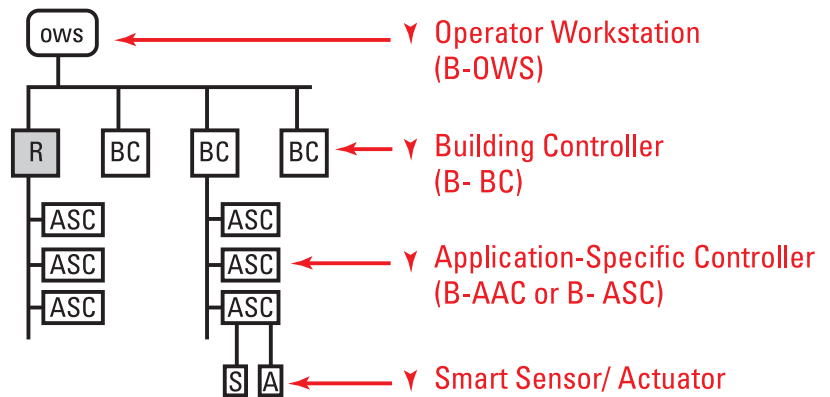 ows
Operator Workstation
(B-OWS)
R
BC
BC
BC
Building Controller
(B- BC)
ASC
ASC
ASC
ASC
Application-Specific Controller
(B-AAC or B- ASC)
ASC
ASC
S
A
Smart Sensor/ Actuator